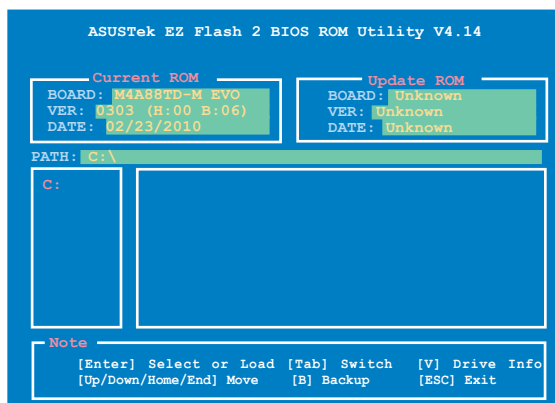 ASUSTek EZ Flash 2 BIOS ROM Utility V4.14
Current ROM
BOARD: M4A88TD-M EVO
VER: 0303 (H:00 B:06)
DATE: 02/23/2010
Update ROM
BOARD: Unknown
VER: Unknown
DATE: Unknown
PATH: C:\
C:
Note
[Enter] Select or Load [Tab] Switch [V] Drive Info
[Up/Down/Home/End] Move [B] Backup [ESC] Exit